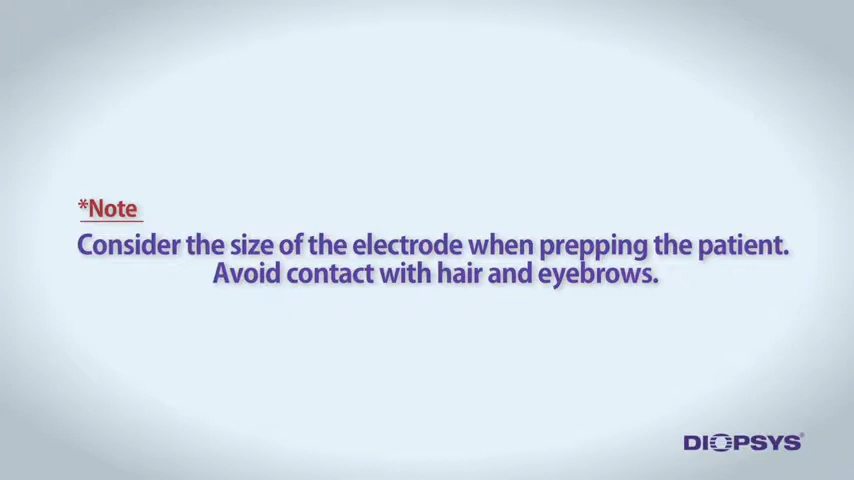 *Note
Consider the size of the electrode when prepping the patient.
Avoid contact with hair and eyebrows.
DIOPSYS®